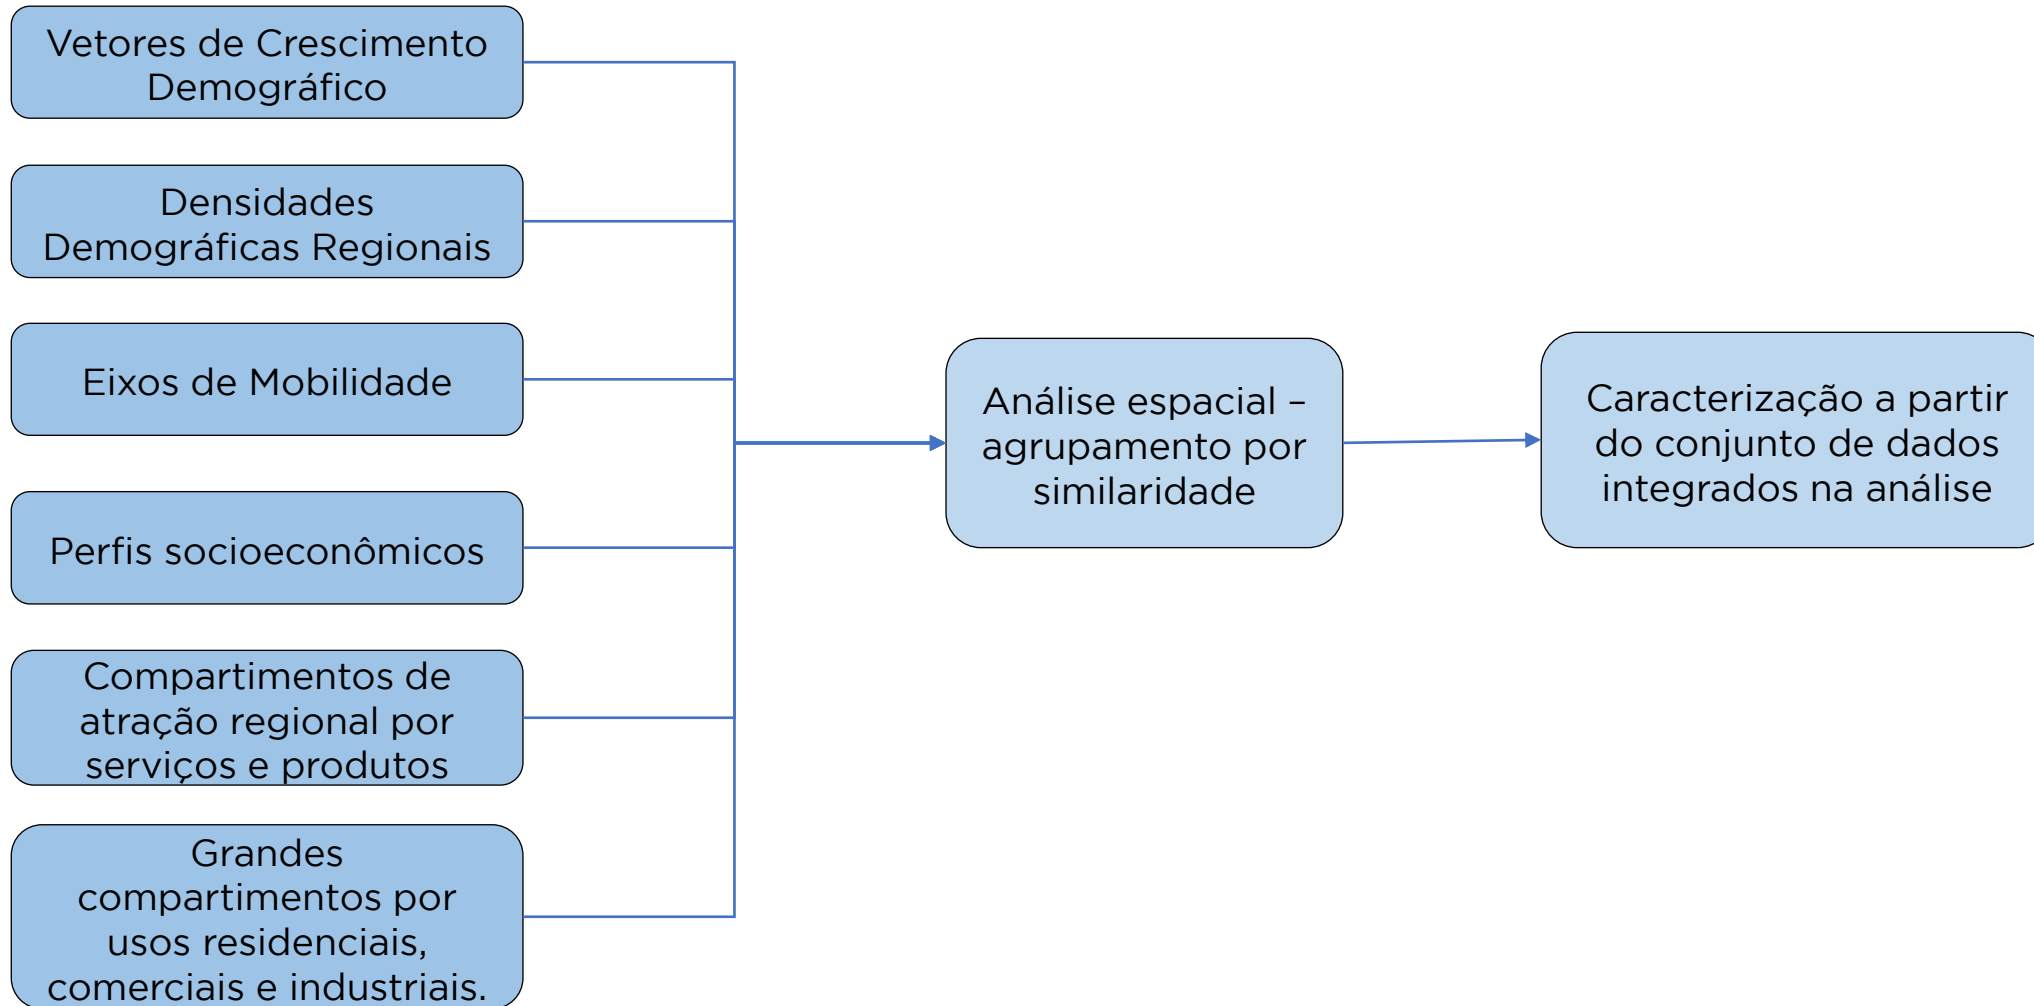 Vetores de Crescimento
Demográfico
Densidades
Demográficas Regionais
Eixos de Mobilidade
Perfis socioeconômicos
Compartimentos de
atração regional por
serviços e produtos
Grandes
compartimentos por
usos residenciais,
comerciais e industriais.
Análise espacial –
agrupamento por
similaridade
Caracterização a partir
do conjunto de dados
integrados na análise